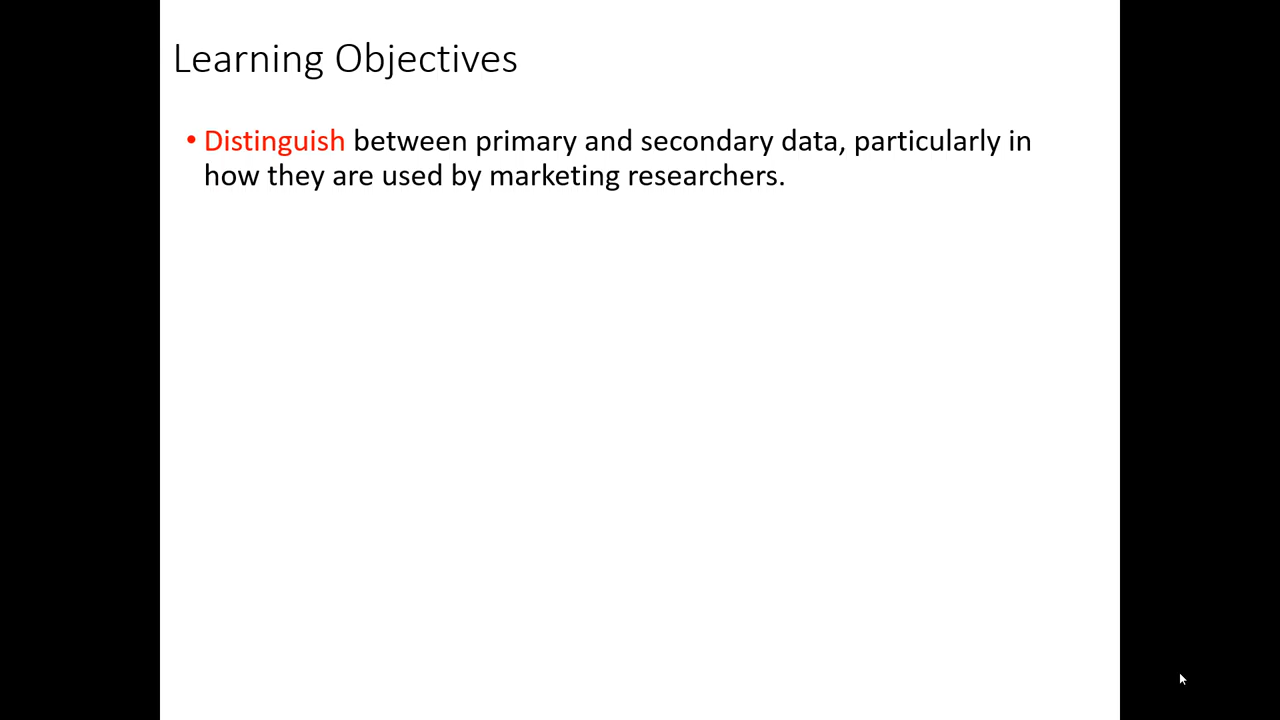 Learning Objectives
• Distinguish between primary and secondary data, particularly in
how they are used by marketing researchers.